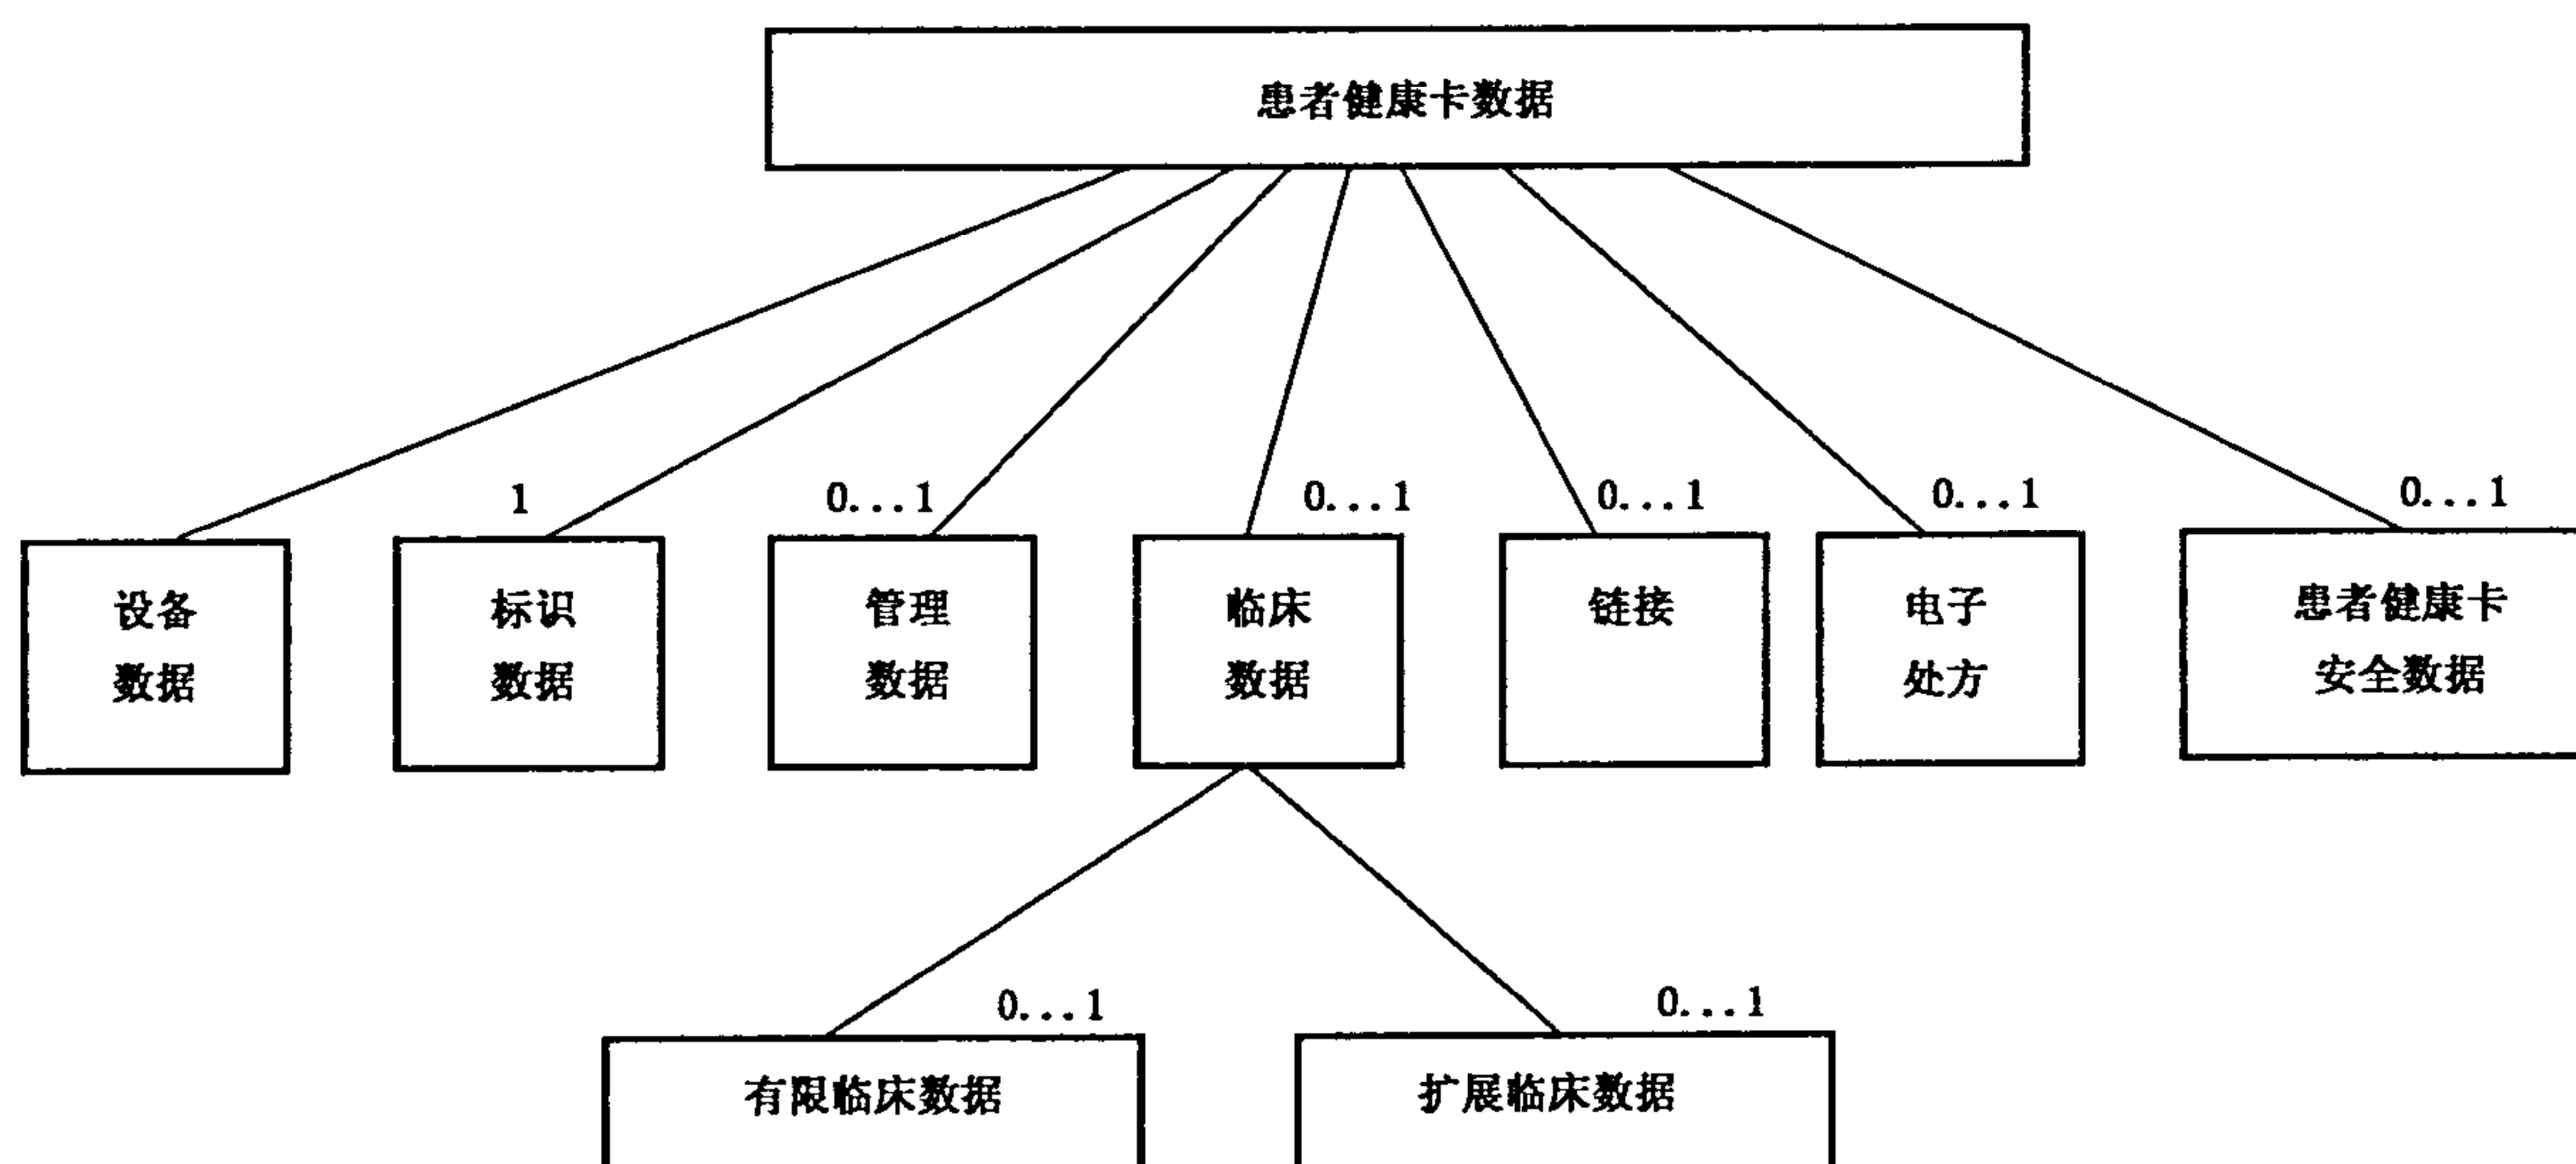 患者健康卡数据
1
0...1
0...1
0...1
0...1
0...1
设备
数据
标识
数据
管理
数据
临床
数据
链接
电子
处方
患者健康卡
安全数据
0...1
0...1
有限临床数据
扩展临床数据